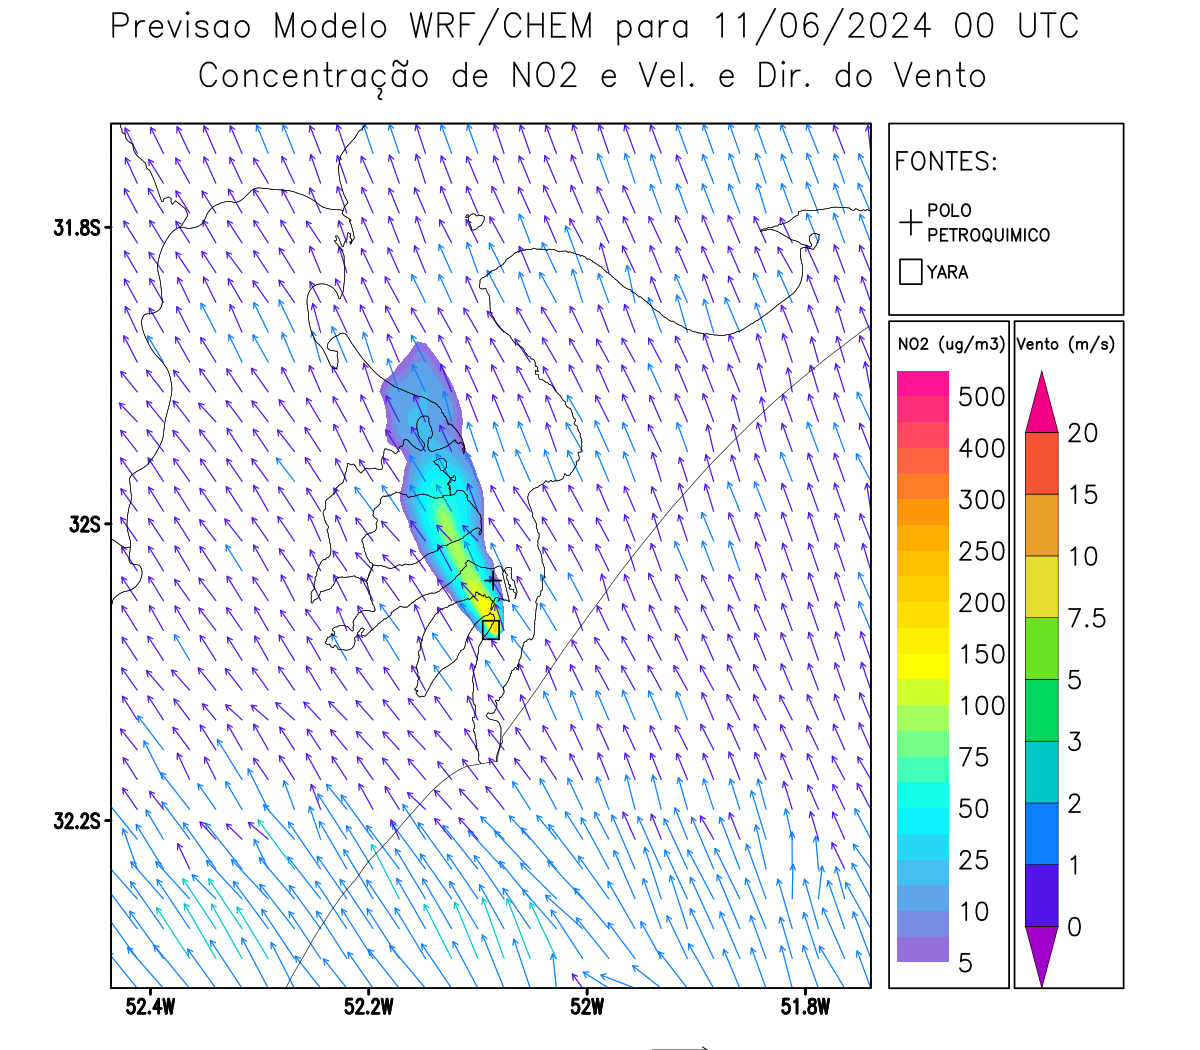 Previsao Modelo WRF/CHEM para 11/06/2024 00 UTC
Concentração de NO2 e Vel. e Dir. do Vento
FONTES:
POLO
PETROQUIMICO
YARA
NO2 (ug/m3)
500
400
300
250
200
150
100
75
50
25
10
5
Vento (m/s)
20
15
10
7.5
5
3
2
1
0
31.8S
32S
32.2S
52.4W
52.2W
52W
51.8W